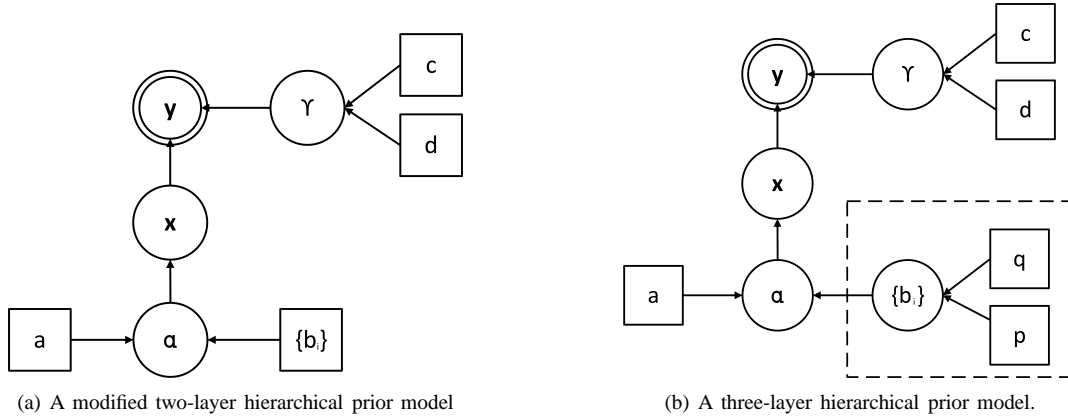 y
ϒ
c
d
x
a
α
{bᵢ}
(a) A modified two-layer hierarchical prior model
y
ϒ
c
d
x
a
α
{bᵢ}
q
p
(b) A three-layer hierarchical prior model.